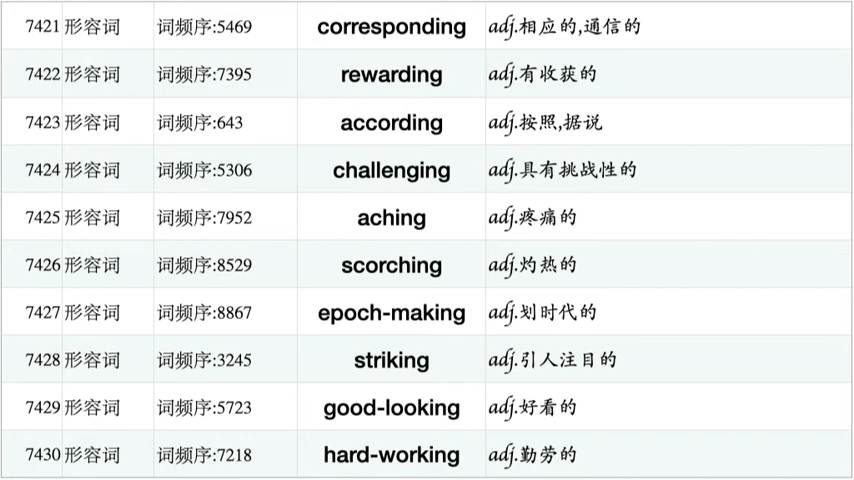 7421 形容词 词频序:5469 corresponding adj.相应的,通信的
7422 形容词 词频序:7395 rewarding adj.有收获的
7423 形容词 词频序:643 according adj.按照,据说
7424 形容词 词频序:5306 challenging adj.具有挑战性的
7425 形容词 词频序:7952 aching adj.疼痛的
7426 形容词 词频序:8529 scorching adj.灼热的
7427 形容词 词频序:8867 epoch-making adj.划时代的
7428 形容词 词频序:3245 striking adj.引人注目的
7429 形容词 词频序:5723 good-looking adj.好看的
7430 形容词 词频序:7218 hard-working adj.勤劳的